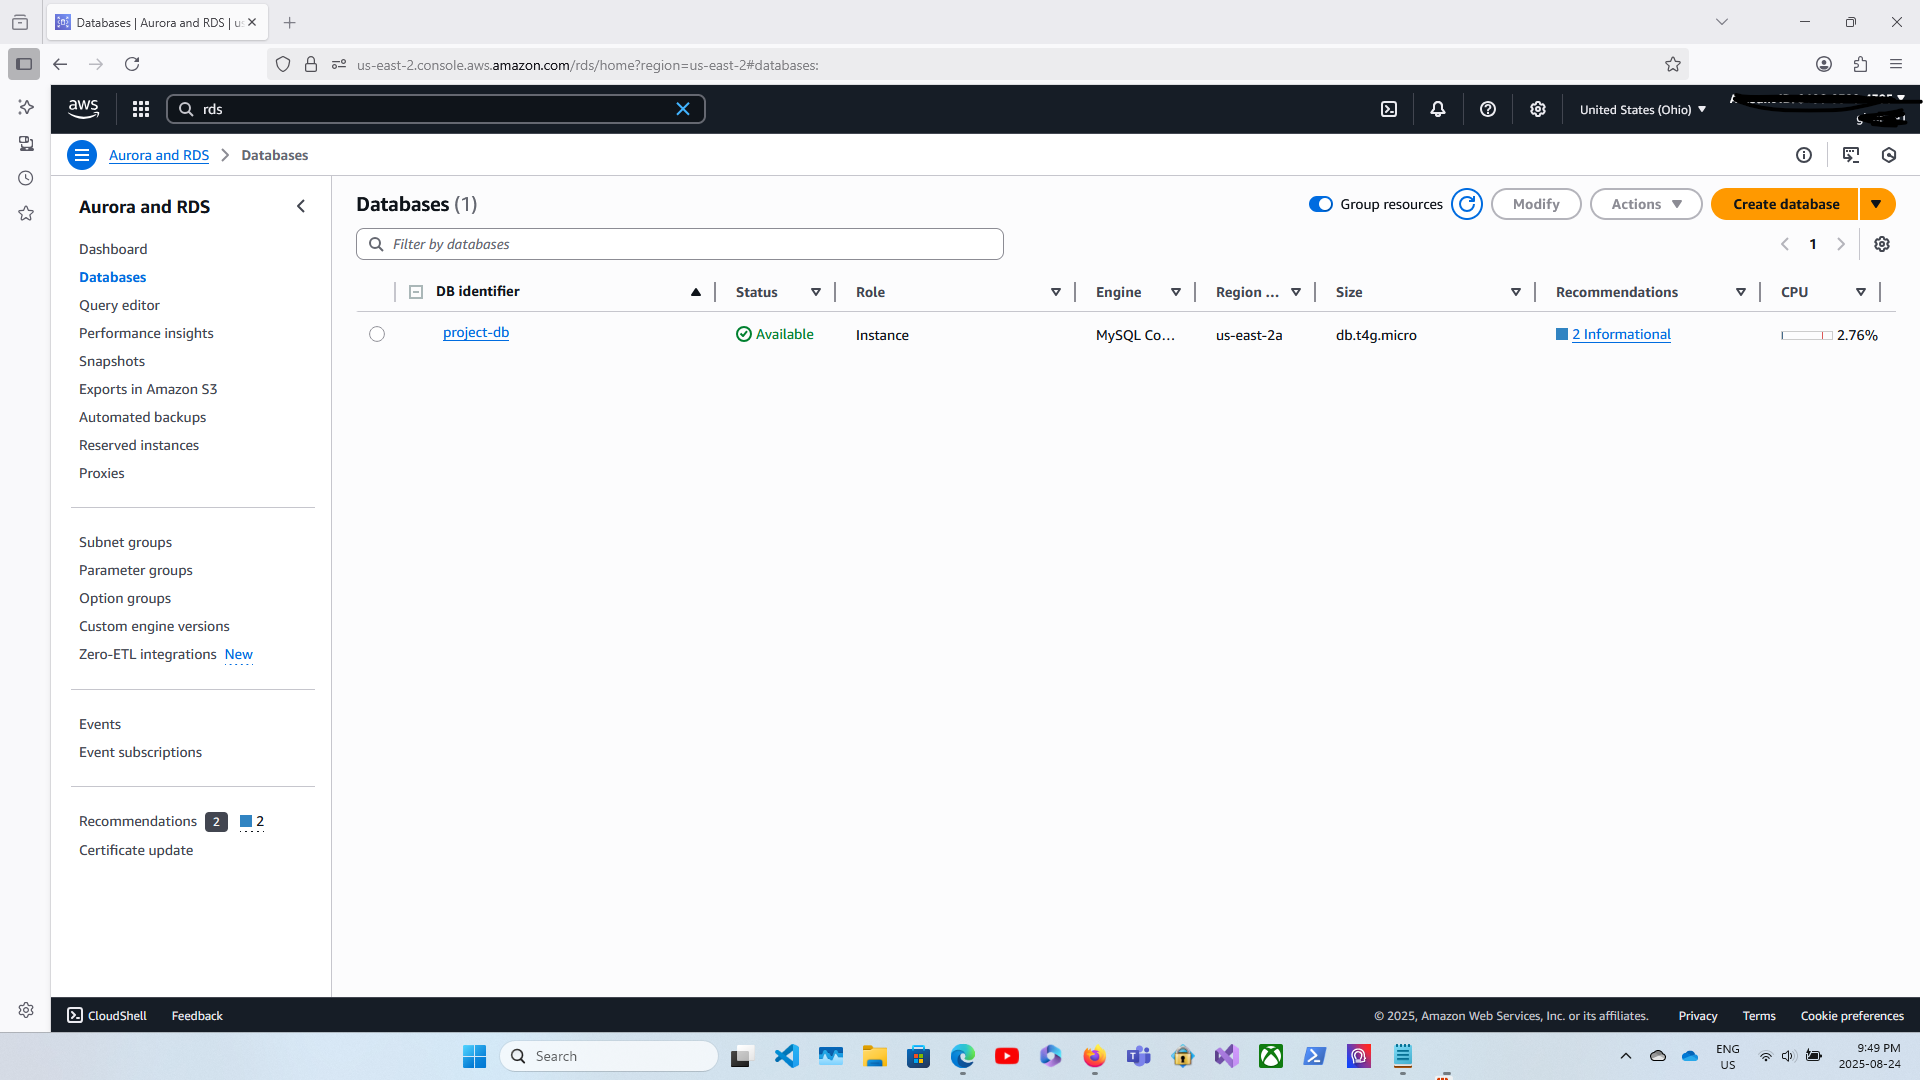 Databases | Aurora and RDS | us
us-east-2.console.aws.amazon.com/rds/home?region=us-east-2#databases:
aws
rds
United States (Ohio)
Aurora and RDS
Databases
Aurora and RDS
Dashboard
Databases
Query editor
Performance insights
Snapshots
Exports in Amazon S3
Automated backups
Reserved instances
Proxies
Subnet groups
Parameter groups
Option groups
Custom engine versions
Zero-ETL integrations New
Events
Event subscriptions
Recommendations 2 2
Certificate update
Databases (1)
Group resources
Modify
Actions
Create database
Filter by databases
1
DB identifier Status Role Engine Region ... Size Recommendations CPU
project-db Available Instance MySQL Co... us-east-2a db.t4g.micro 2 Informational 2.76%
CloudShell Feedback
© 2025, Amazon Web Services, Inc. or its affiliates. Privacy Terms Cookie preferences
Search
ENG
US
9:49 PM
2025-08-24